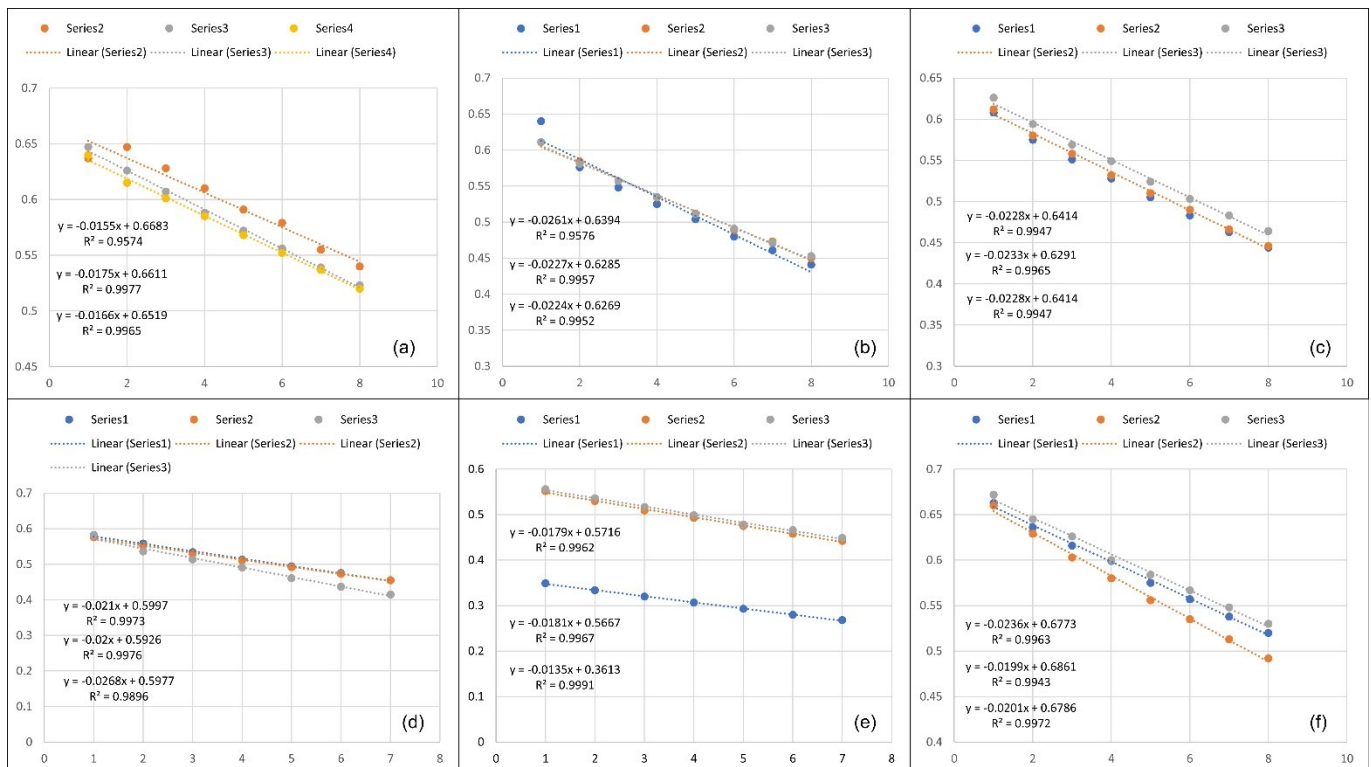 Series2 Series3 Series4
Linear (Series2) Linear (Series3) Linear (Series4)
0.7
0.65
0.6
0.55
0.5
0.45
y = -0.0155x + 0.6683
R² = 0.9574
y = -0.0175x + 0.6611
R² = 0.9977
y = -0.0166x + 0.6519
R² = 0.9965
(a)
0 2 4 6 8 10
Series1 Series2 Series3
Linear (Series1) Linear (Series2) Linear (Series3)
0.7
0.65
0.6
0.55
0.5
0.45
0.4
0.35
0.3
y = -0.0261x + 0.6394
R² = 0.9576
y = -0.0227x + 0.6285
R² = 0.9957
y = -0.0224x + 0.6269
R² = 0.9952
(b)
0 2 4 6 8 10
Series1 Series2 Series3
Linear (Series2) Linear (Series3) Linear (Series3)
0.65
0.6
0.55
0.5
0.45
0.4
0.35
0.3
y = -0.0228x + 0.6414
R² = 0.9947
y = -0.0233x + 0.6291
R² = 0.9965
y = -0.0228x + 0.6414
R² = 0.9947
(c)
0 2 4 6 8 10
Series1 Series2 Series3
Linear (Series1) Linear (Series2) Linear (Series2)
Linear (Series3)
0.7
0.6
0.5
0.4
0.3
0.2
0.1
0
y = -0.021x + 0.5997
R² = 0.9973
y = -0.02x + 0.5926
R² = 0.9976
y = -0.0268x + 0.5977
R² = 0.9896
(d)
0 1 2 3 4 5 6 7 8
Series1 Series2 Series3
Linear (Series1) Linear (Series2) Linear (Series3)
0.6
0.5
0.4
0.3
0.2
0.1
0
y = -0.0179x + 0.5716
R² = 0.9962
y = -0.0181x + 0.5667
R² = 0.9967
y = -0.0135x + 0.3613
R² = 0.9991
(e)
0 1 2 3 4 5 6 7 8
Series1 Series2 Series3
Linear (Series1) Linear (Series2) Linear (Series3)
0.7
0.65
0.6
0.55
0.5
0.45
0.4
y = -0.0236x + 0.6773
R² = 0.9963
y = -0.0199x + 0.6861
R² = 0.9943
y = -0.0201x + 0.6786
R² = 0.9972
(f)
0 2 4 6 8 10